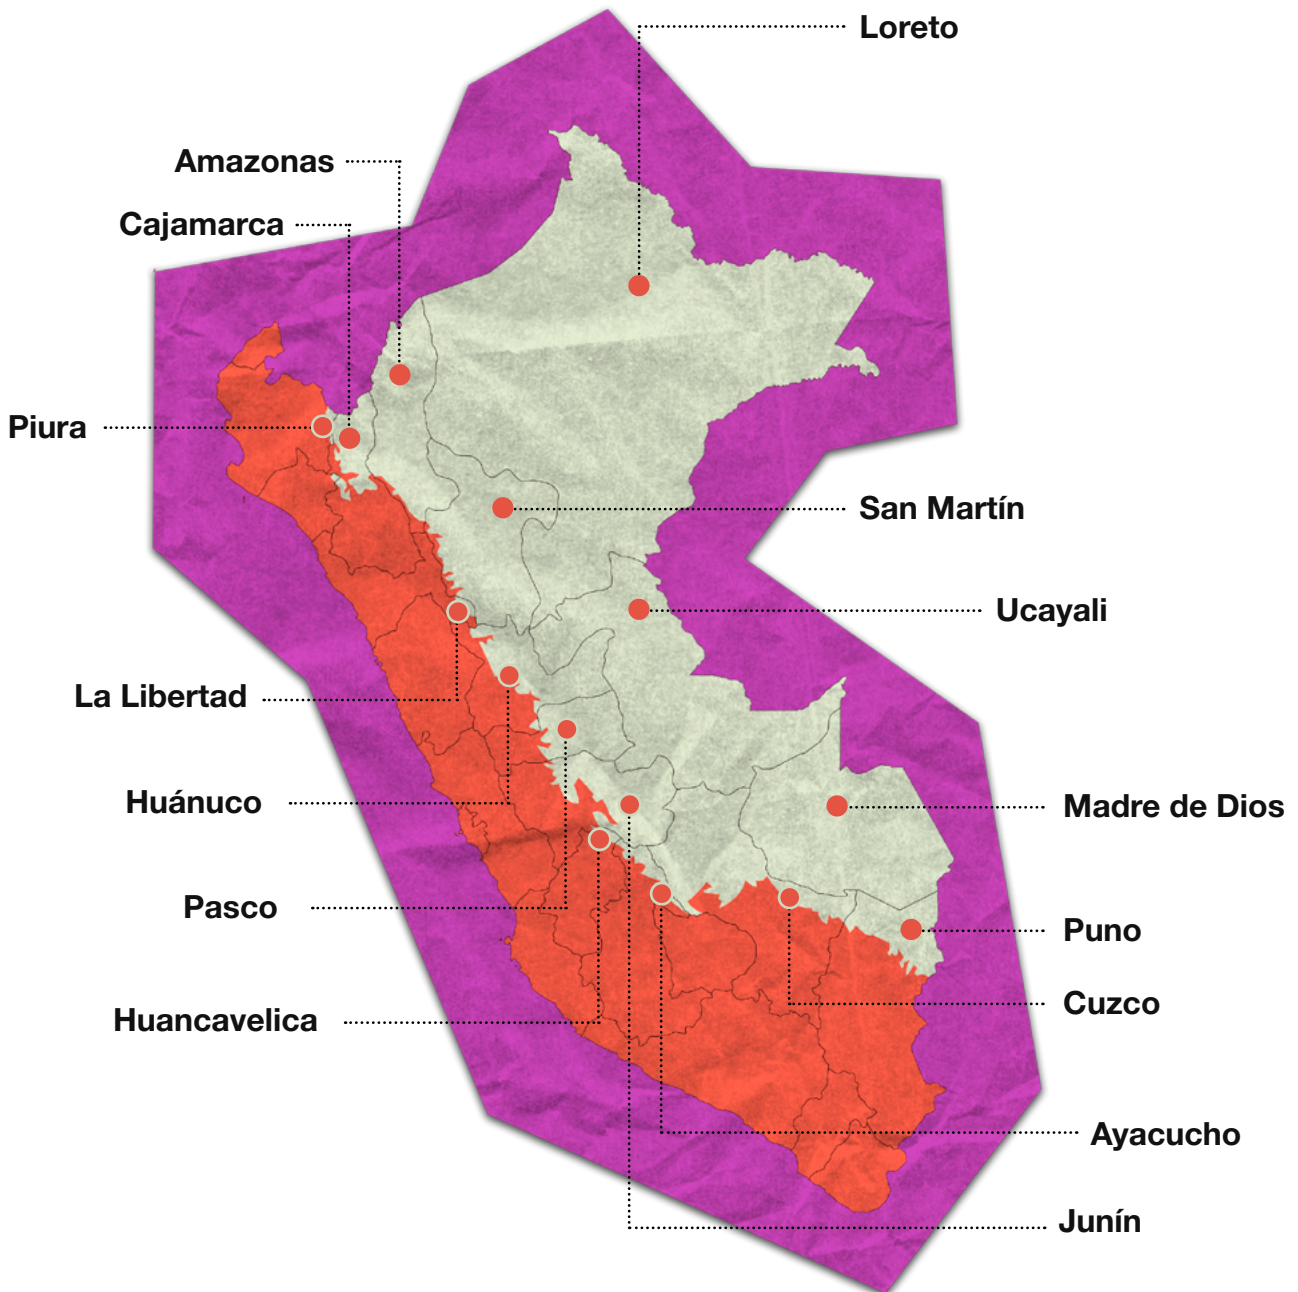 Loreto
Amazonas
Cajamarca
Piura
San Martín
Ucayali
La Libertad
Huánuco
Madre de Dios
Pasco
Puno
Cuzco
Huancavelica
Ayacucho
Junín